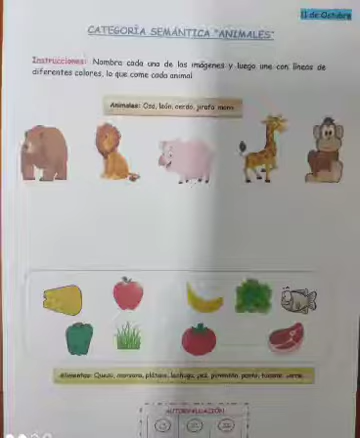 11 de Octubre
CATEGORÍA SEMÁNTICA "ANIMALES"
Instrucciones: Nombra cada una de las imágenes y luego une con líneas de
diferentes colores, lo que come cada animal
Animales: Oso, león, cerdo, jirafa, mono
Alimentos: Queso, manzana, plátano, lechuga, pez, pimentón, pasto, tomate, carne
AUTOEVALUACIÓN